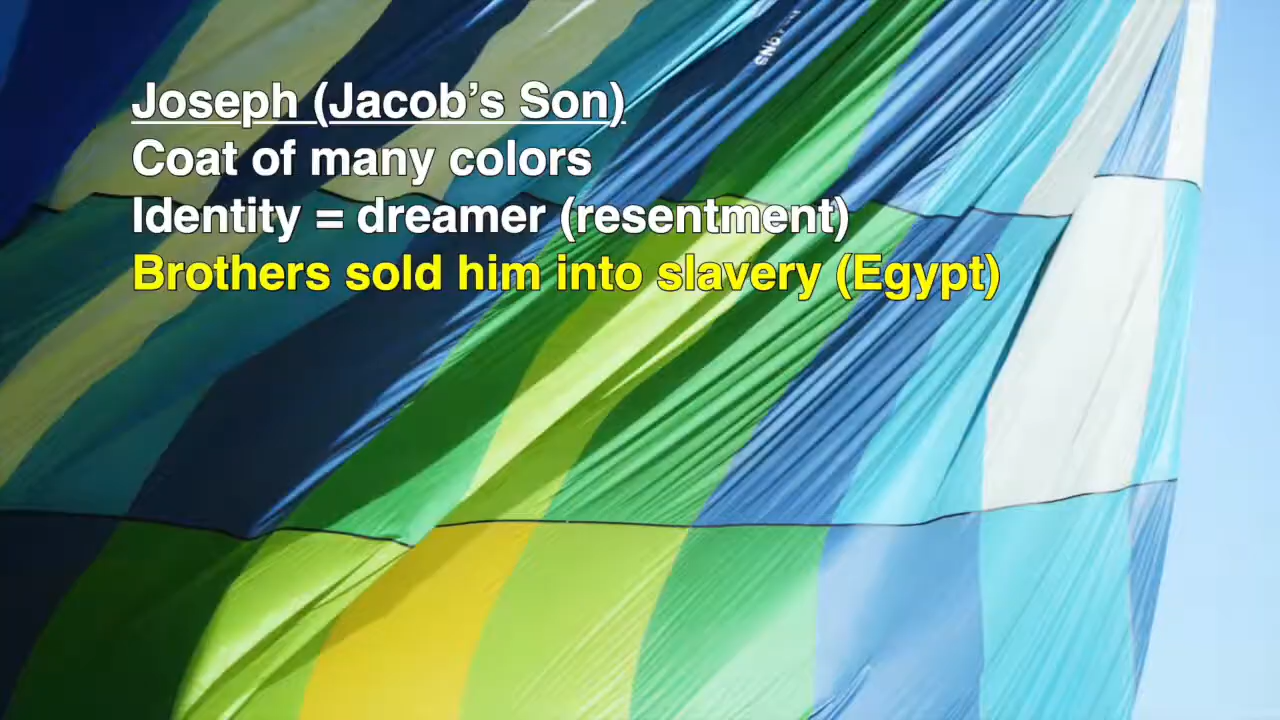 Joseph (Jacob’s Son)
Coat of many colors
Identity = dreamer (resentment)
Brothers sold him into slavery (Egypt)